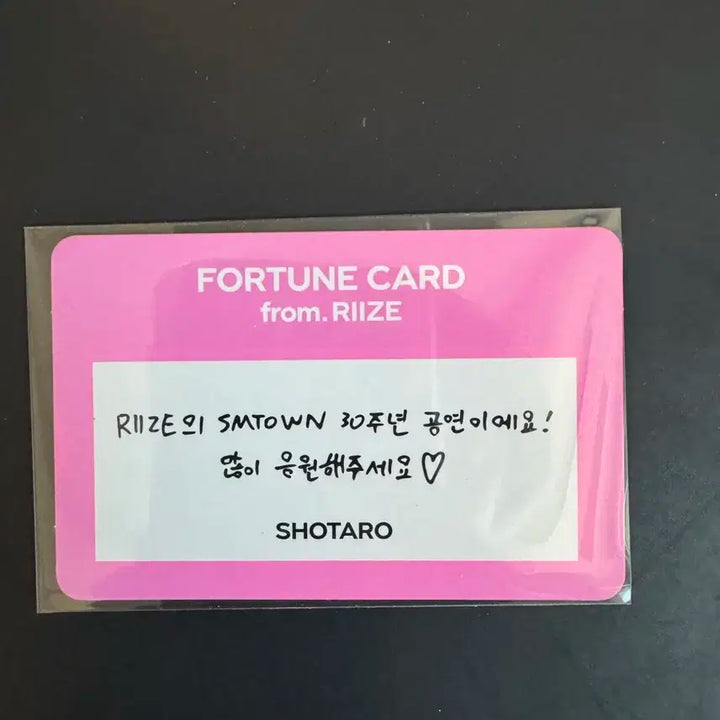 FORTUNE CARD
from. RIIZE
RIIZE의 SMTOWN 30주년 공연이에요!
많이 응원해주세요♡
SHOTARO